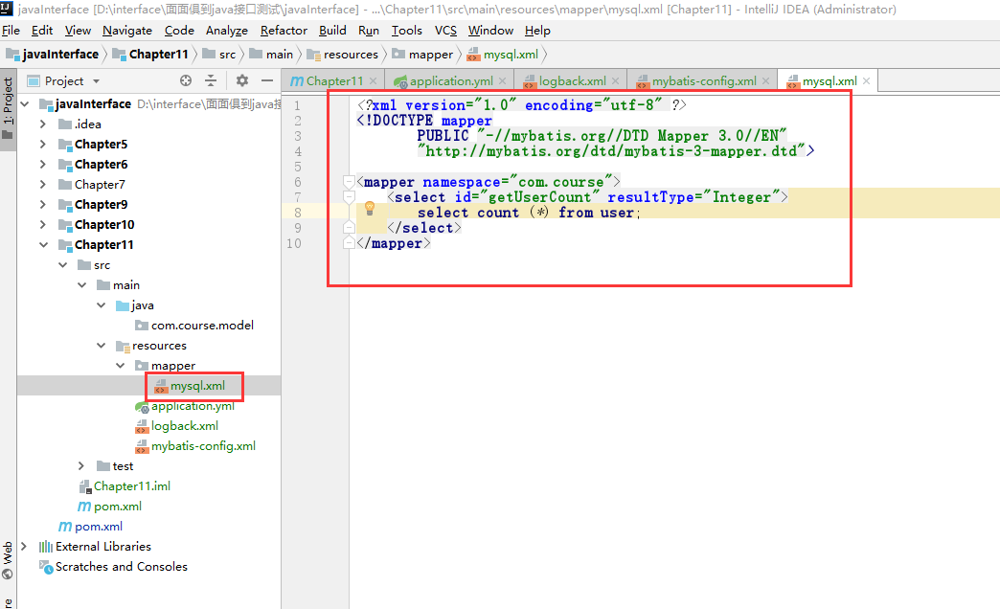 javaInterface [D:\interface\面面俱到java接口测试\javaInterface] - ...\Chapter11\src\main\resources\mapper\mysql.xml [Chapter11] - IntelliJ IDEA (Administrator)
File Edit View Navigate Code Analyze Refactor Build Run Tools VCS Window Help
javaInterface Chapter11 src main resources mapper mysql.xml
1: Project
Project
Chapter11 application.yml logback.xml mybatis-config.xml mysql.xml
javaInterface D:\interface\面面俱到java接
.idea
Chapter5
Chapter6
Chapter7
Chapter9
Chapter10
Chapter11
src
main
java
com.course.model
resources
mapper
mysql.xml
application.yml
logback.xml
mybatis-config.xml
test
Chapter11.iml
pom.xml
pom.xml
External Libraries
Scratches and Consoles
Web
re
1 <?xml version="1.0" encoding="utf-8" ?>
2 <!DOCTYPE mapper
3 PUBLIC "-//mybatis.org//DTD Mapper 3.0//EN"
4 "http://mybatis.org/dtd/mybatis-3-mapper.dtd">
5
6 <mapper namespace="com.course">
7 <select id="getUserCount" resultType="Integer">
8 select count (*) from user;
9 </select>
10 </mapper>